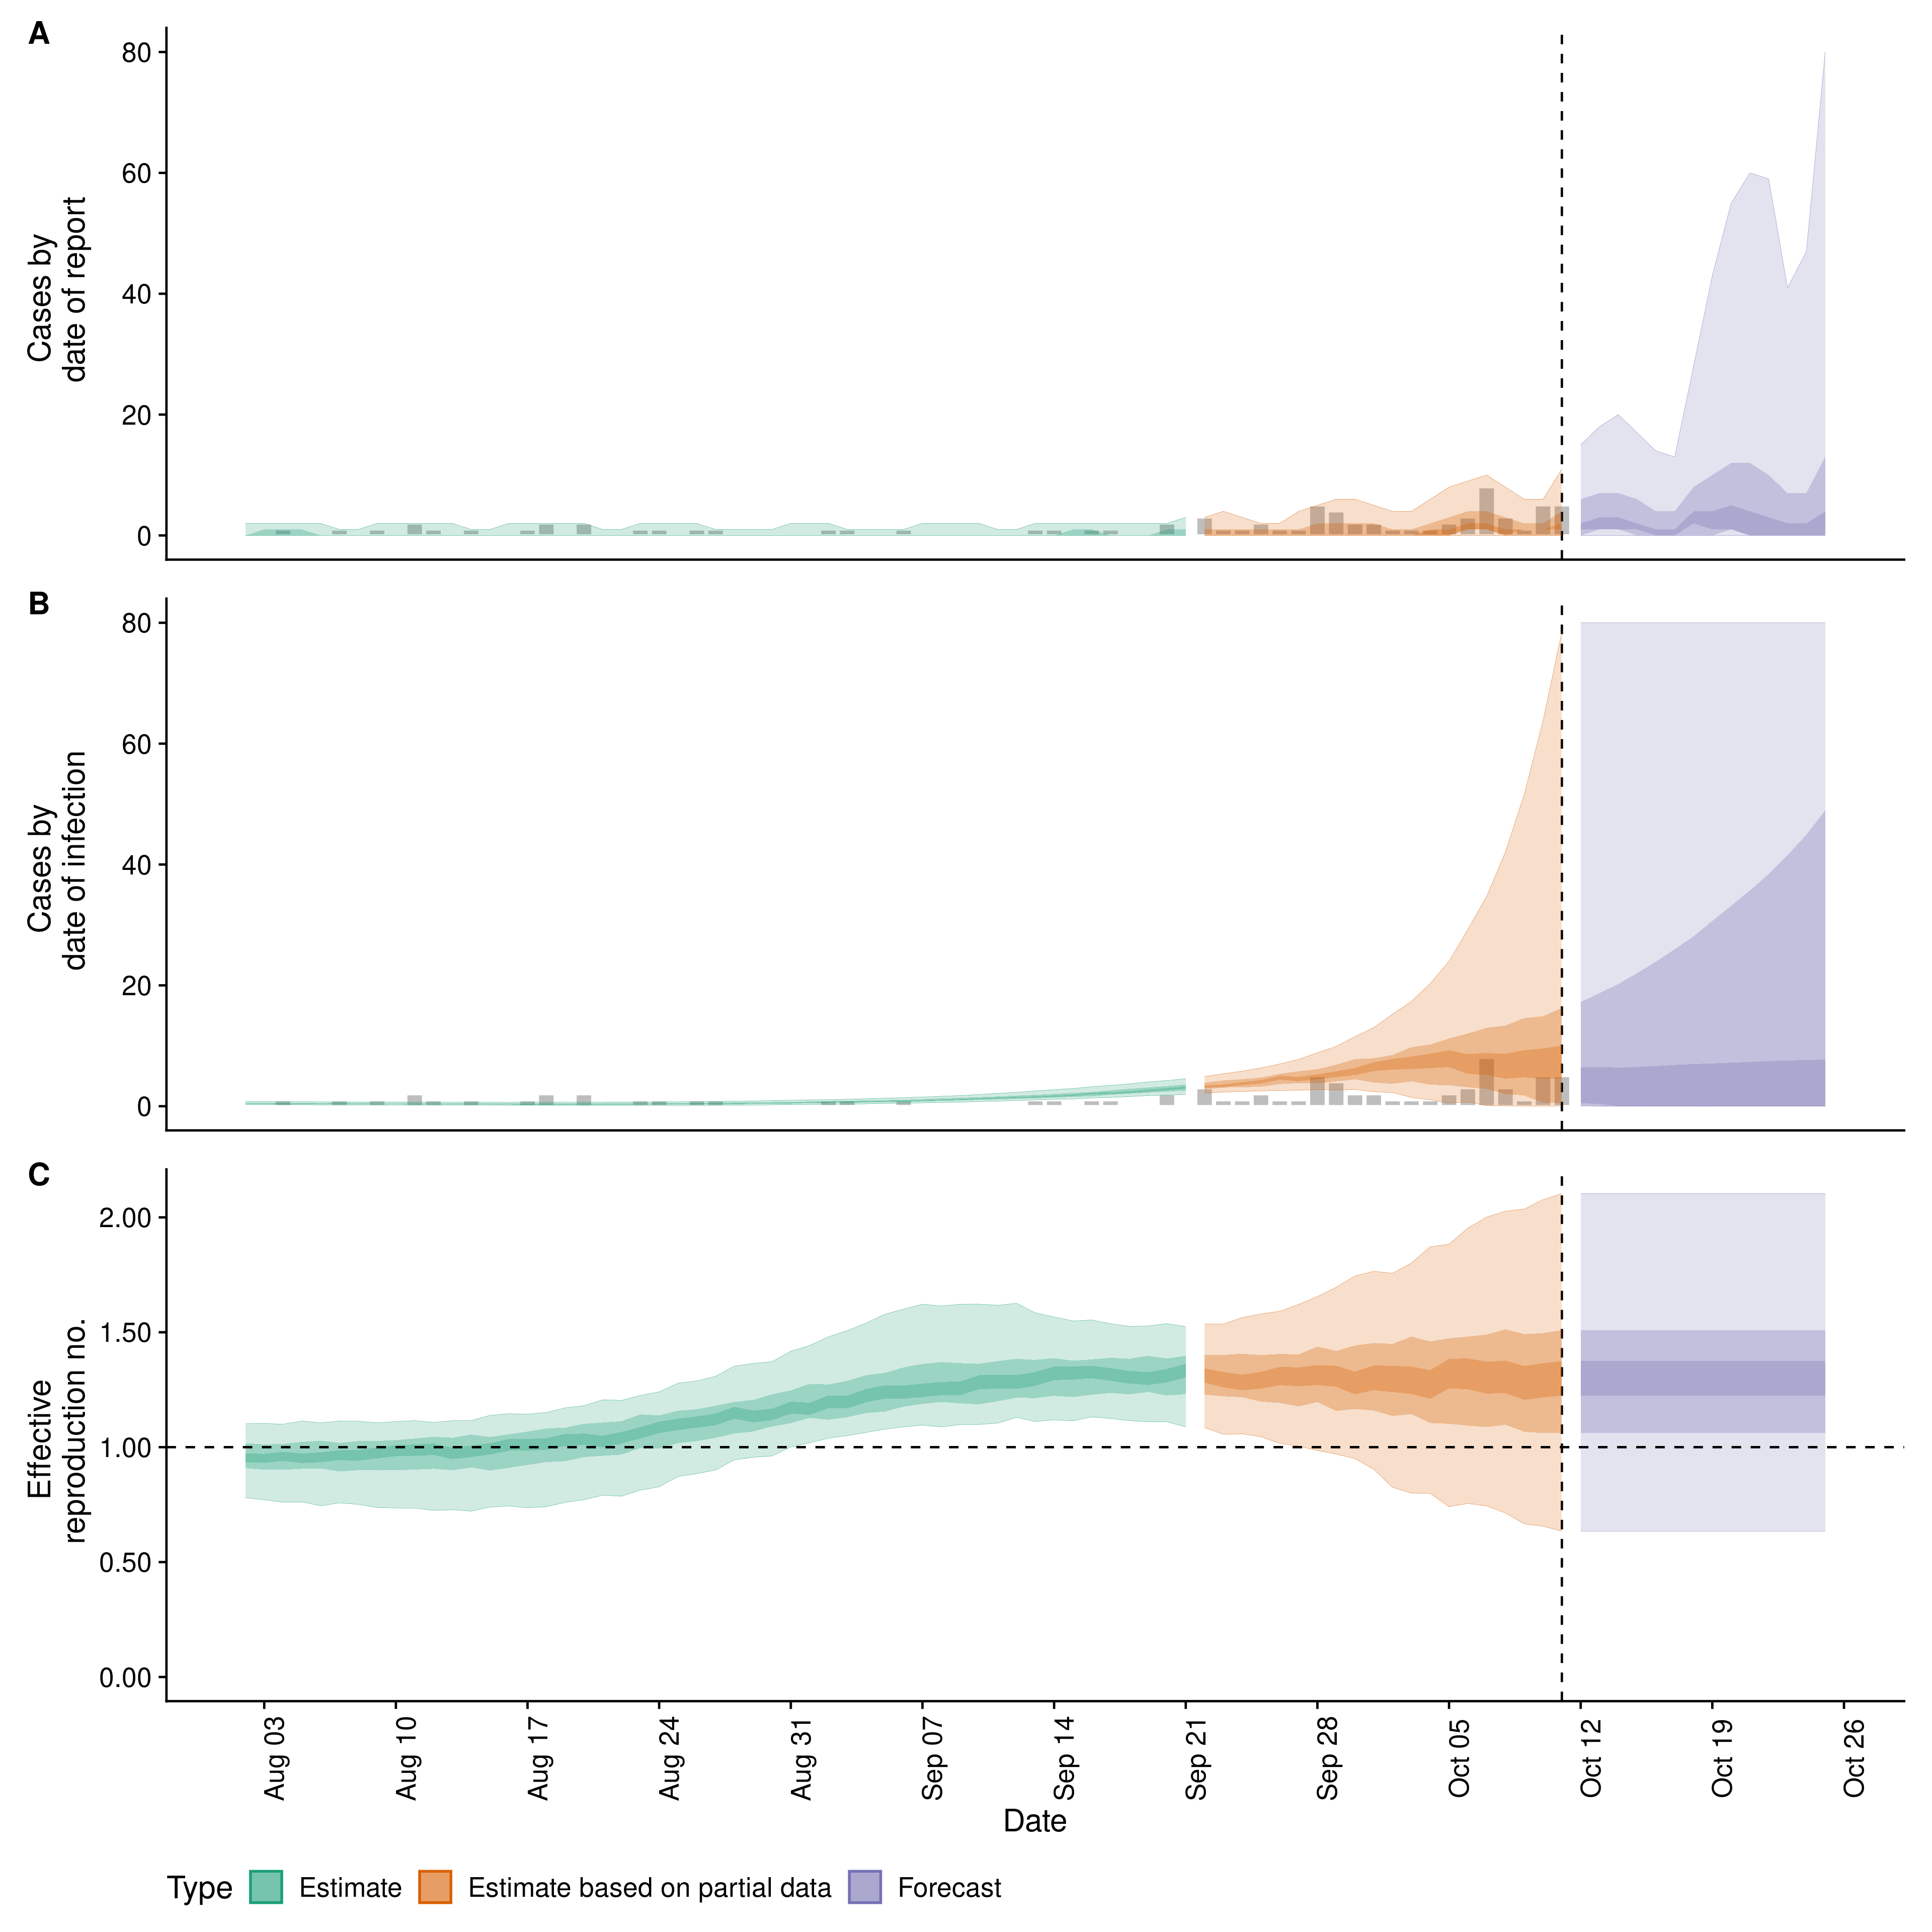 A
80
60
40
20
0
Cases by
date of report
B
80
60
40
20
0
Cases by
date of infection
C
2.00
1.50
1.00
0.50
0.00
Effective
reproduction no.
Aug 03
Aug 10
Aug 17
Aug 24
Aug 31
Sep 07
Sep 14
Sep 21
Sep 28
Oct 05
Oct 12
Oct 19
Oct 26
Date
Type Estimate Estimate based on partial data Forecast